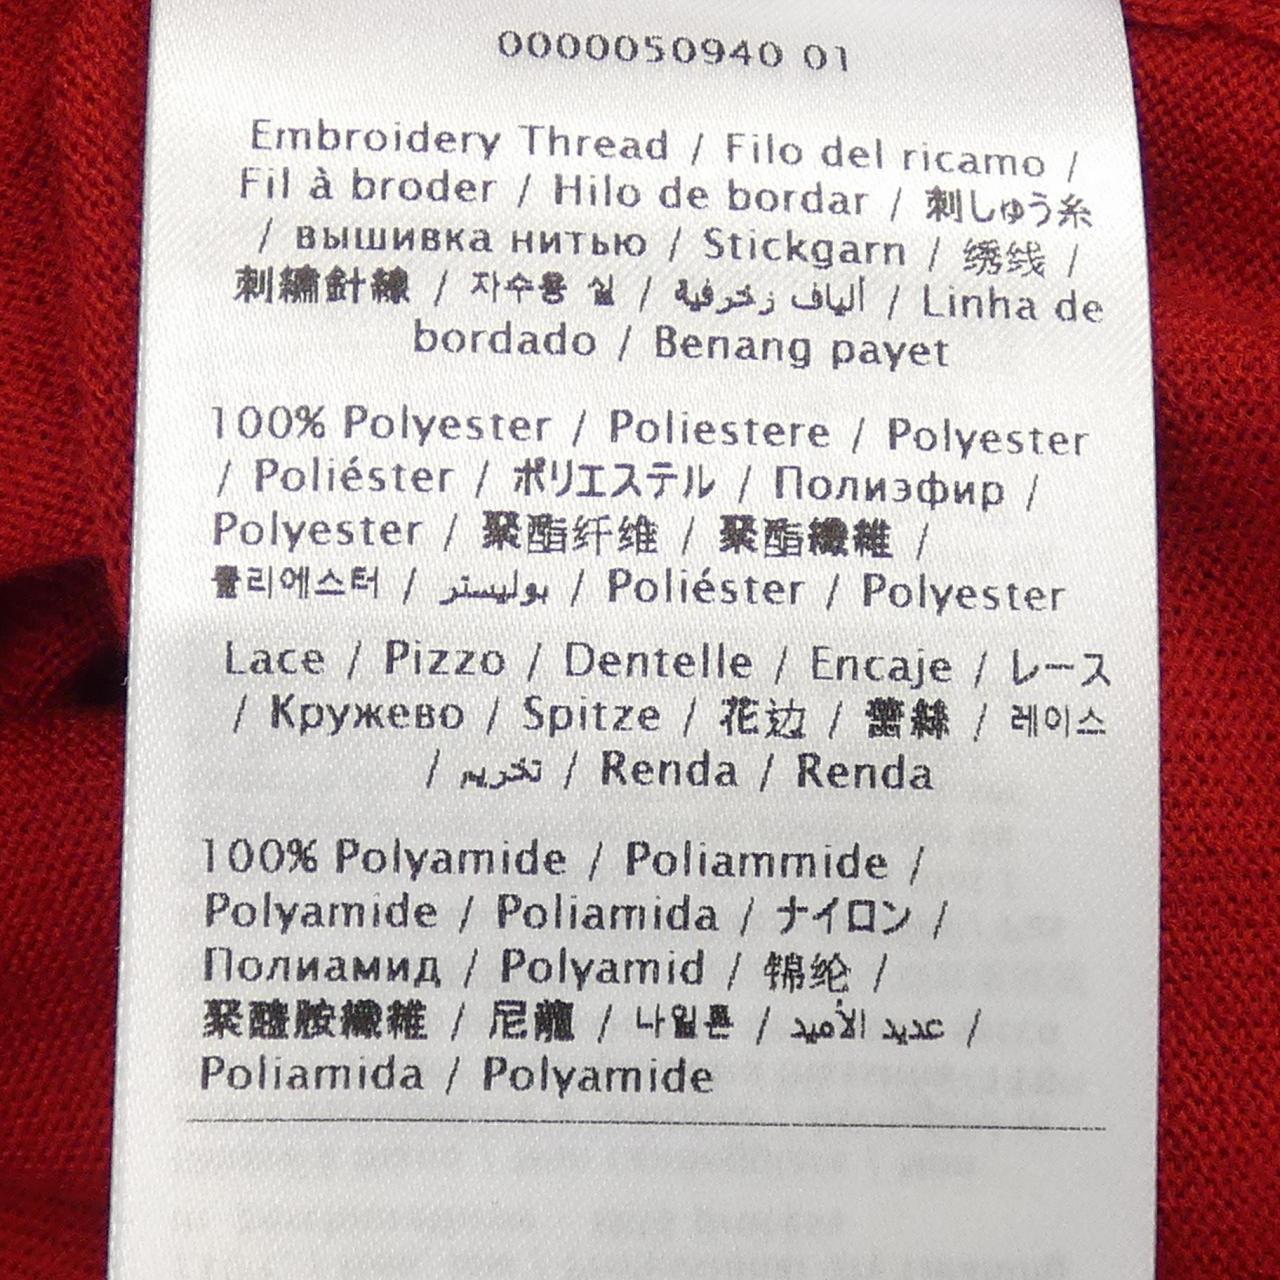 0000050940 01
Embroidery Thread / Filo del ricamo /
Fil à broder / Hilo de bordar / 刺しゅう糸
/ вышивка нитью / Stickgarn / 绣线 /
刺繡針線 / 자수용 실 / ألياف زخرفية / Linha de
bordado / Benang payet
100% Polyester / Poliestere / Polyester
/ Poliéster / ポリエステル / Полиэфир /
Polyester / 聚酯纤维 / 聚酯纖維 /
폴리에스터 / بوليستر / Poliéster / Polyester
Lace / Pizzo / Dentelle / Encaje / レース
/ Кружево / Spitze / 花边 / 蕾絲 / 레이스
/ تخريم / Renda / Renda
100% Polyamide / Poliammide /
Polyamide / Poliamida / ナイロン /
Полиамид / Polyamid / 锦纶 /
聚醯胺纖維 / 尼龍 / 나일론 / عديد الأميد /
Poliamida / Polyamide